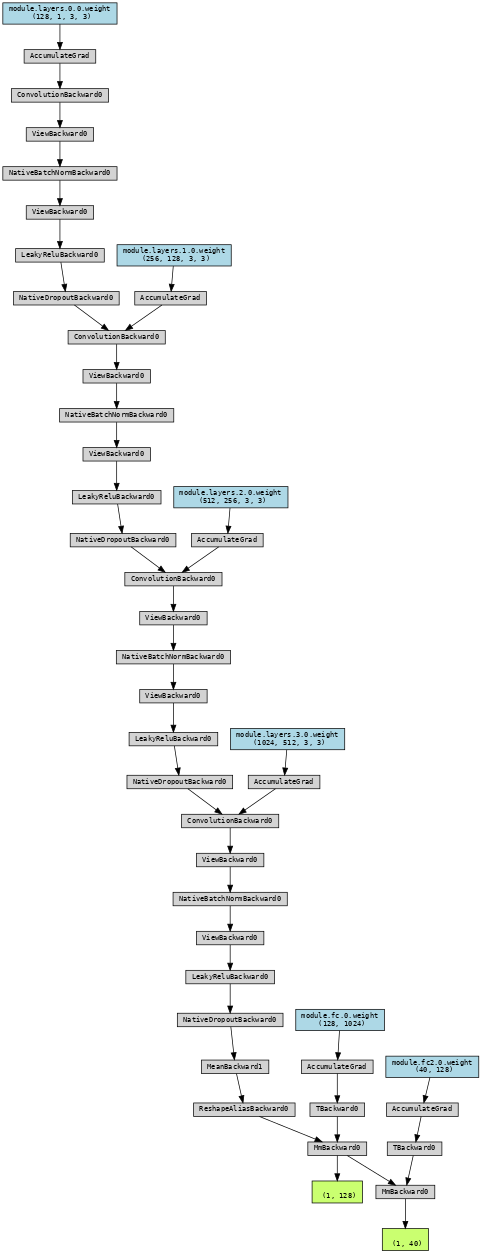 module.layers.0.0.weight
(128, 1, 3, 3)
AccumulateGrad
ConvolutionBackward0
ViewBackward0
NativeBatchNormBackward0
ViewBackward0
LeakyReluBackward0
module.layers.1.0.weight
(256, 128, 3, 3)
NativeDropoutBackward0
AccumulateGrad
ConvolutionBackward0
ViewBackward0
NativeBatchNormBackward0
ViewBackward0
LeakyReluBackward0
module.layers.2.0.weight
(512, 256, 3, 3)
NativeDropoutBackward0
AccumulateGrad
ConvolutionBackward0
ViewBackward0
NativeBatchNormBackward0
ViewBackward0
LeakyReluBackward0
module.layers.3.0.weight
(1024, 512, 3, 3)
NativeDropoutBackward0
AccumulateGrad
ConvolutionBackward0
ViewBackward0
NativeBatchNormBackward0
ViewBackward0
LeakyReluBackward0
NativeDropoutBackward0
module.fc.0.weight
(128, 1024)
MeanBackward1
AccumulateGrad
module.fc2.0.weight
(40, 128)
ReshapeAliasBackward0
TBackward0
AccumulateGrad
MmBackward0
TBackward0
(1, 128)
MmBackward0
(1, 40)